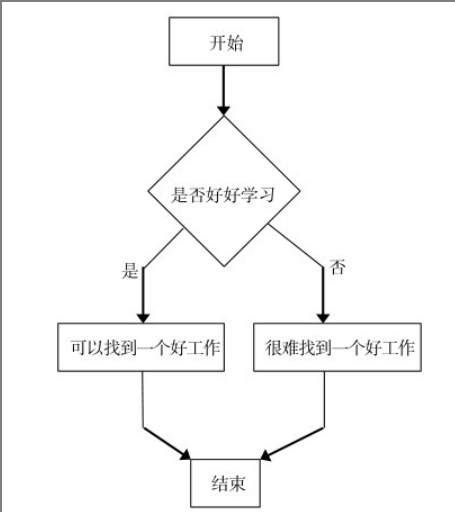 开始
是否好好学习
是
否
可以找到一个好工作
很难找到一个好工作
结束